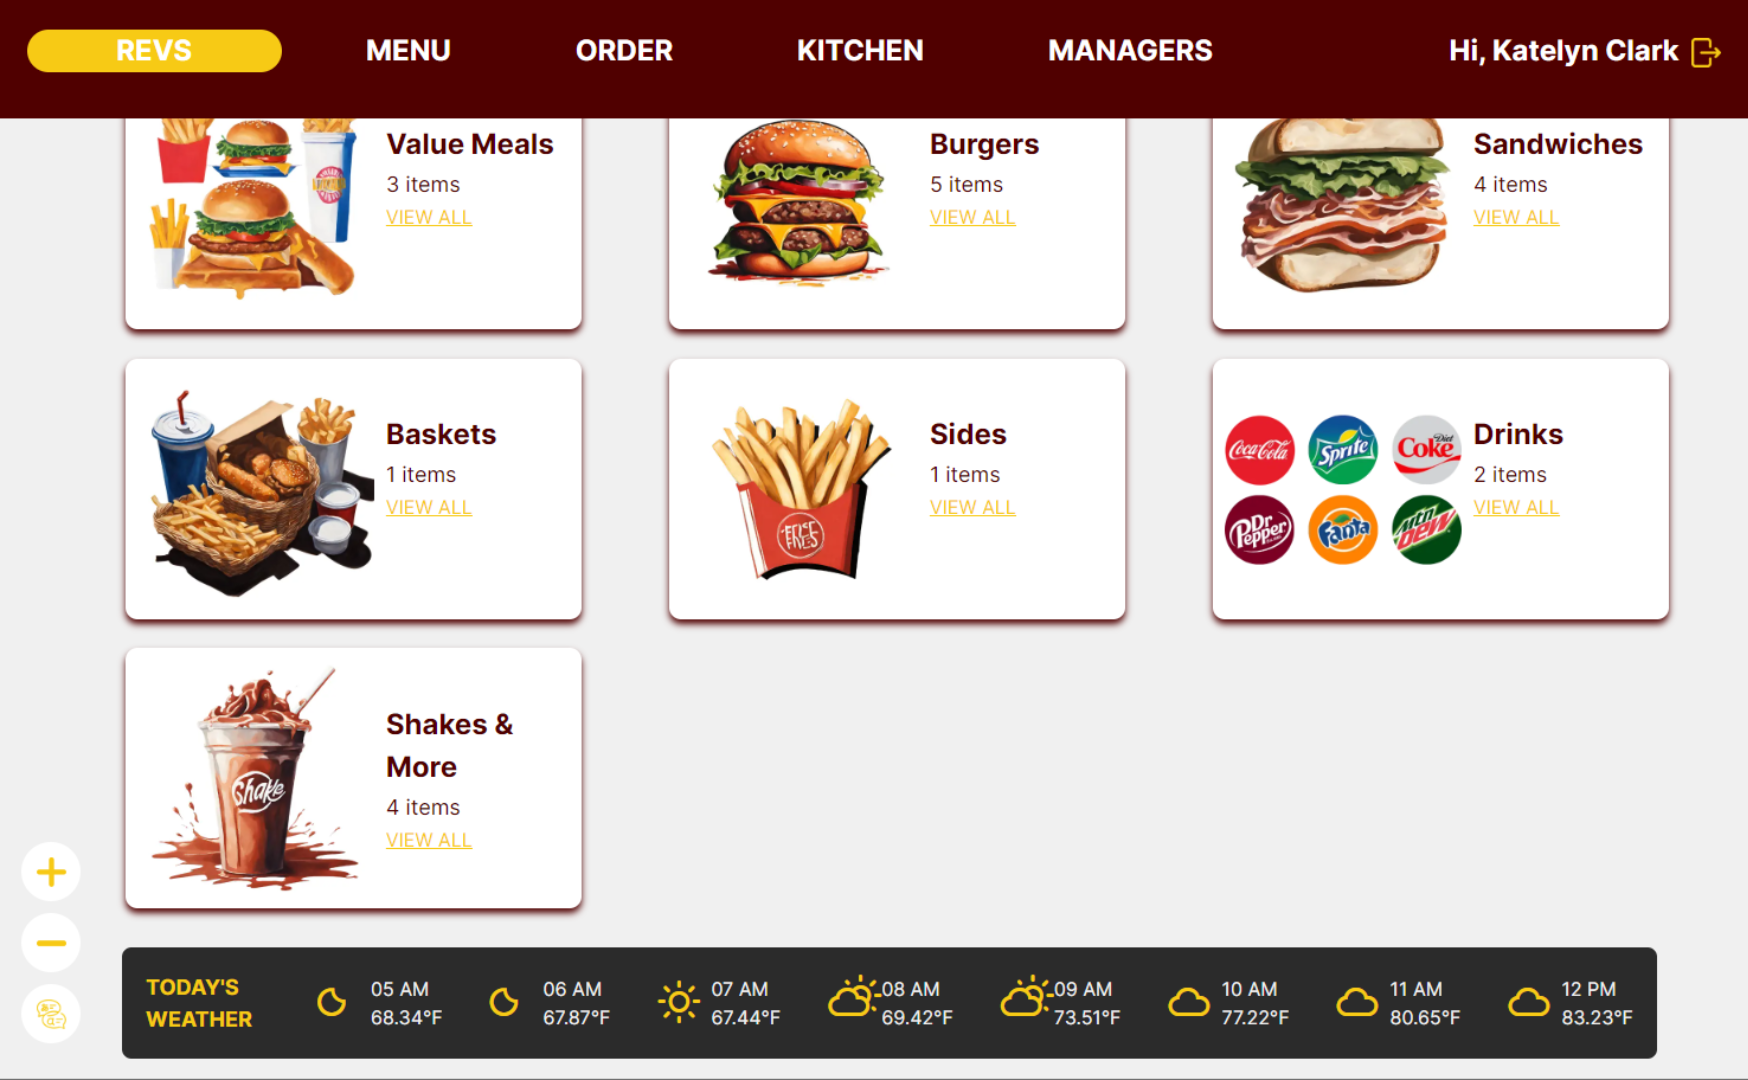 REVS
MENU
ORDER
KITCHEN
MANAGERS
Hi, Katelyn Clark
Value Meals
3 items
VIEW ALL
Burgers
5 items
VIEW ALL
Sandwiches
4 items
VIEW ALL
Baskets
1 items
VIEW ALL
Sides
1 items
VIEW ALL
Coca-Cola
Sprite
Diet
Coke
Dr
Pepper
Fanta
Mtn
DEW
Drinks
2 items
VIEW ALL
Shake
Shakes &
More
4 items
VIEW ALL
TODAY'S
WEATHER
05 AM
68.34°F
06 AM
67.87°F
07 AM
67.44°F
08 AM
69.42°F
09 AM
73.51°F
10 AM
77.22°F
11 AM
80.65°F
12 PM
83.23°F